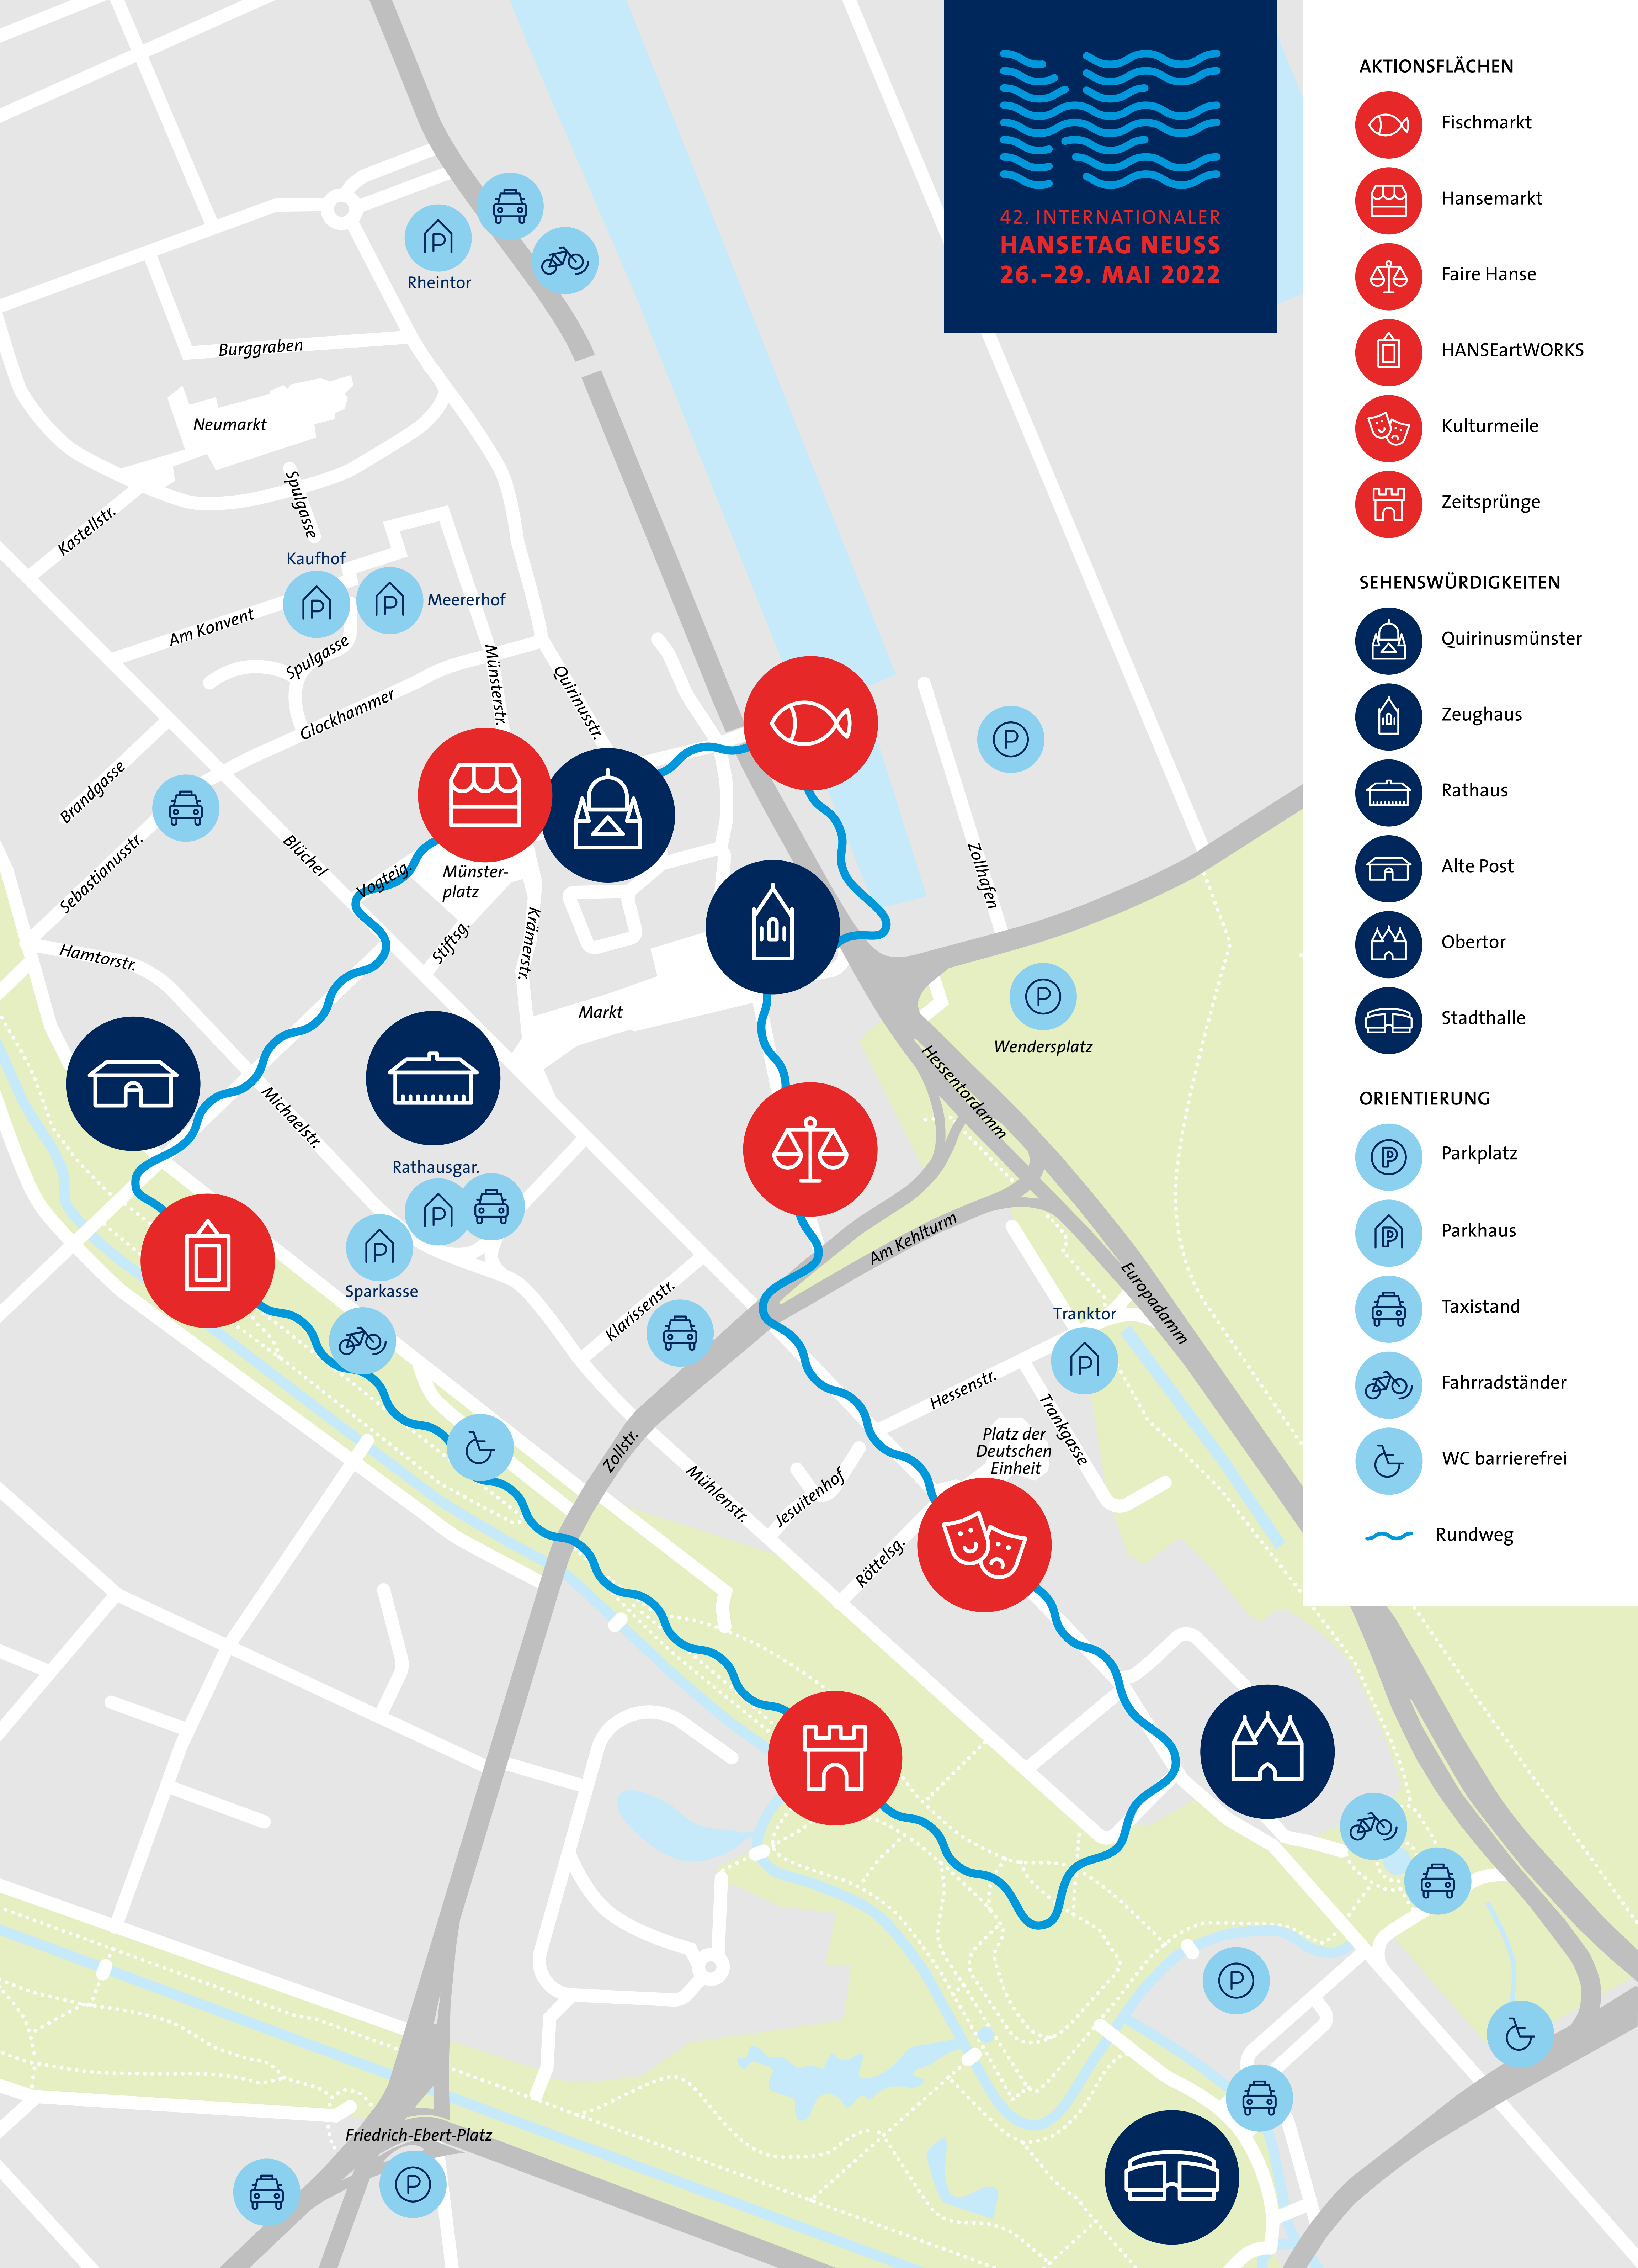 42. INTERNATIONALER
HANSETAG NEUSS
26.–29. MAI 2022
AKTIONSFLÄCHEN
Fischmarkt
Hansemarkt
Faire Hanse
HANSEartWORKS
Kulturmeile
Zeitsprünge
SEHENSWÜRDIGKEITEN
Quirinusmünster
Zeughaus
Rathaus
Alte Post
Obertor
Stadthalle
ORIENTIERUNG
P
Parkplatz
P
Parkhaus
Taxistand
Fahrradständer
WC barrierefrei
Rundweg
P
Rheintor
Burggraben
Neumarkt
Spulgasse
Kastellstr.
Kaufhof
P
P
Meererhof
Am Konvent
Spulgasse
Münsterstr.
Quirinusstr.
Glockhammer
P
Brandgasse
Sebastianusstr.
Blüchel
Vogteig.
Münster-
platz
Zollhafen
Stiftsg.
Krämerstr.
Hamtorstr.
Markt
P
Wendersplatz
Hessentordamm
Michaelstr.
Rathausgar.
P
P
Sparkasse
Am Kehlturm
Europadamm
Klarissenstr.
Tranktor
P
Hessenstr.
Trankgasse
Platz der
Deutschen
Einheit
Zollstr.
Mühlenstr.
Jesuitenhof
Röttelsg.
P
Friedrich-Ebert-Platz
P